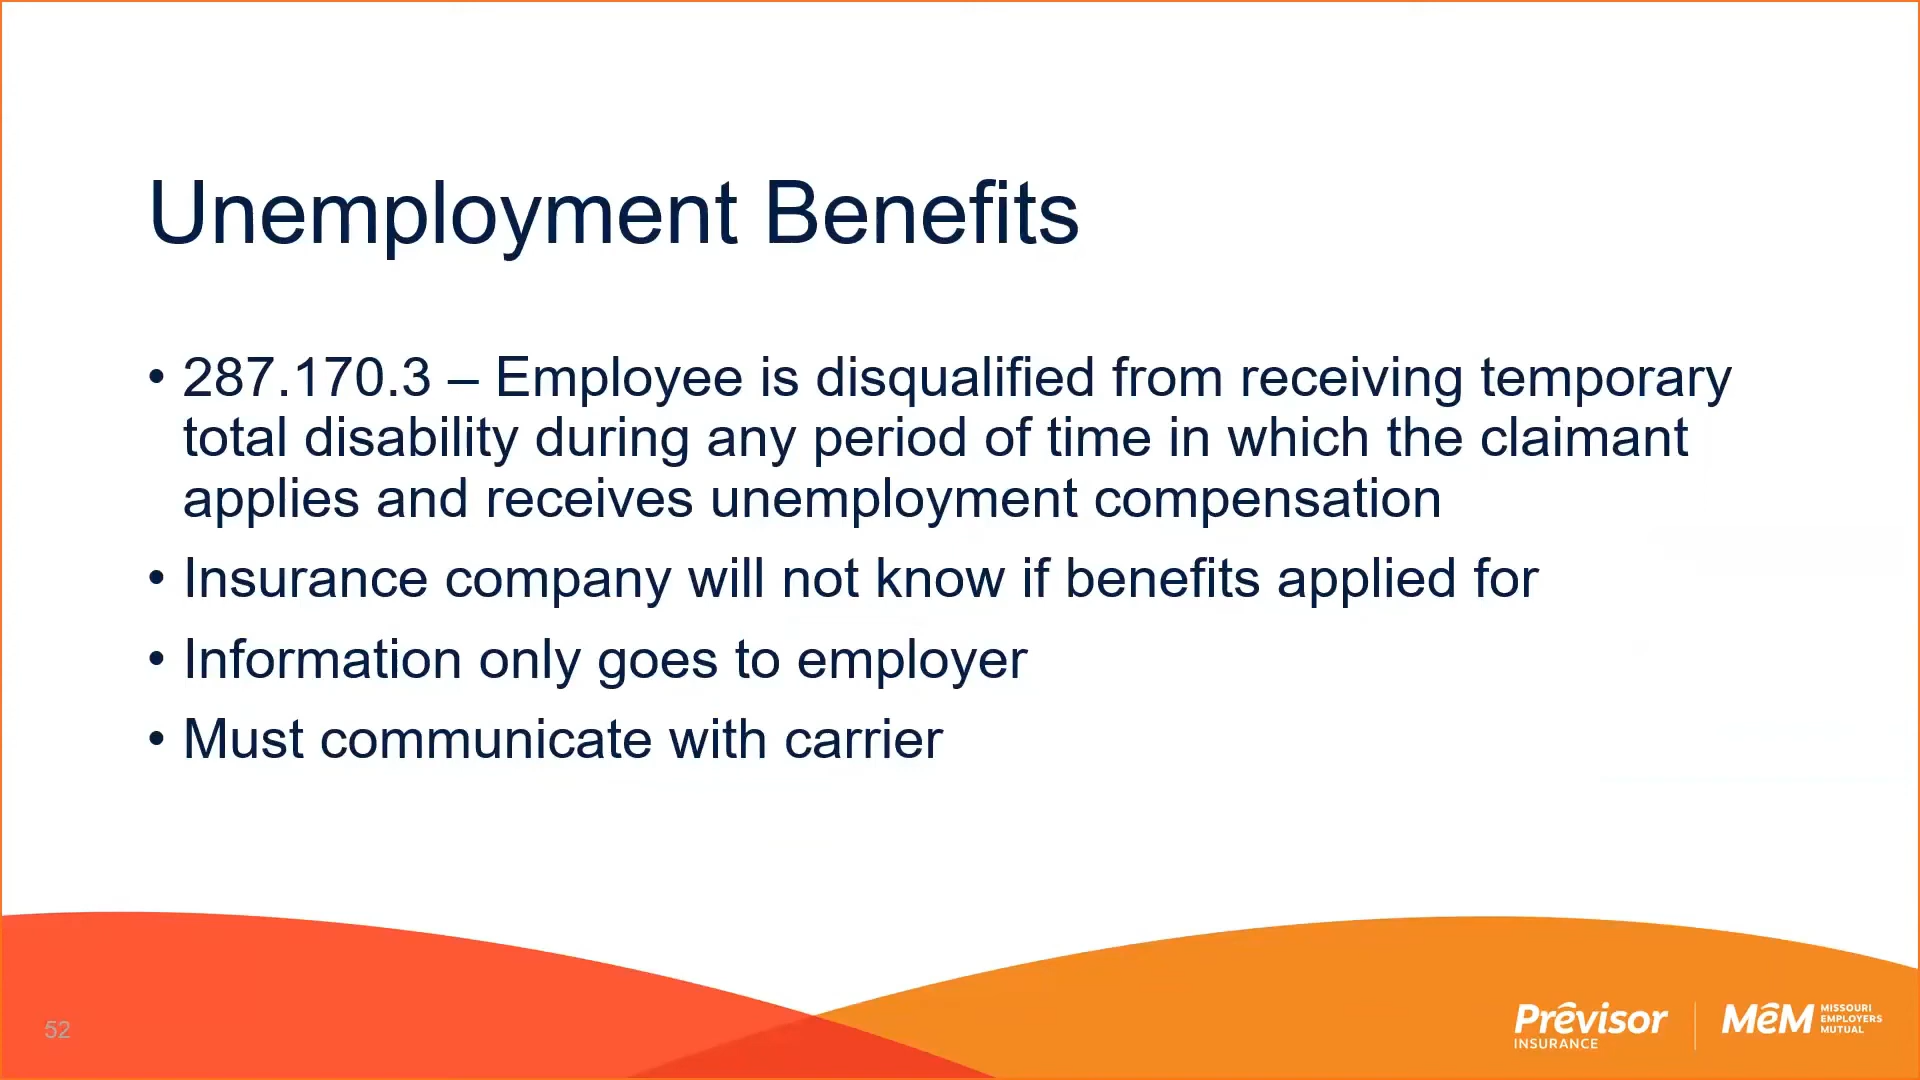 Unemployment Benefits
• 287.170.3 – Employee is disqualified from receiving temporary
total disability during any period of time in which the claimant
applies and receives unemployment compensation
• Insurance company will not know if benefits applied for
• Information only goes to employer
• Must communicate with carrier
52
Prêvisor
INSURANCE
MêM
MISSOURI
EMPLOYERS
MUTUAL